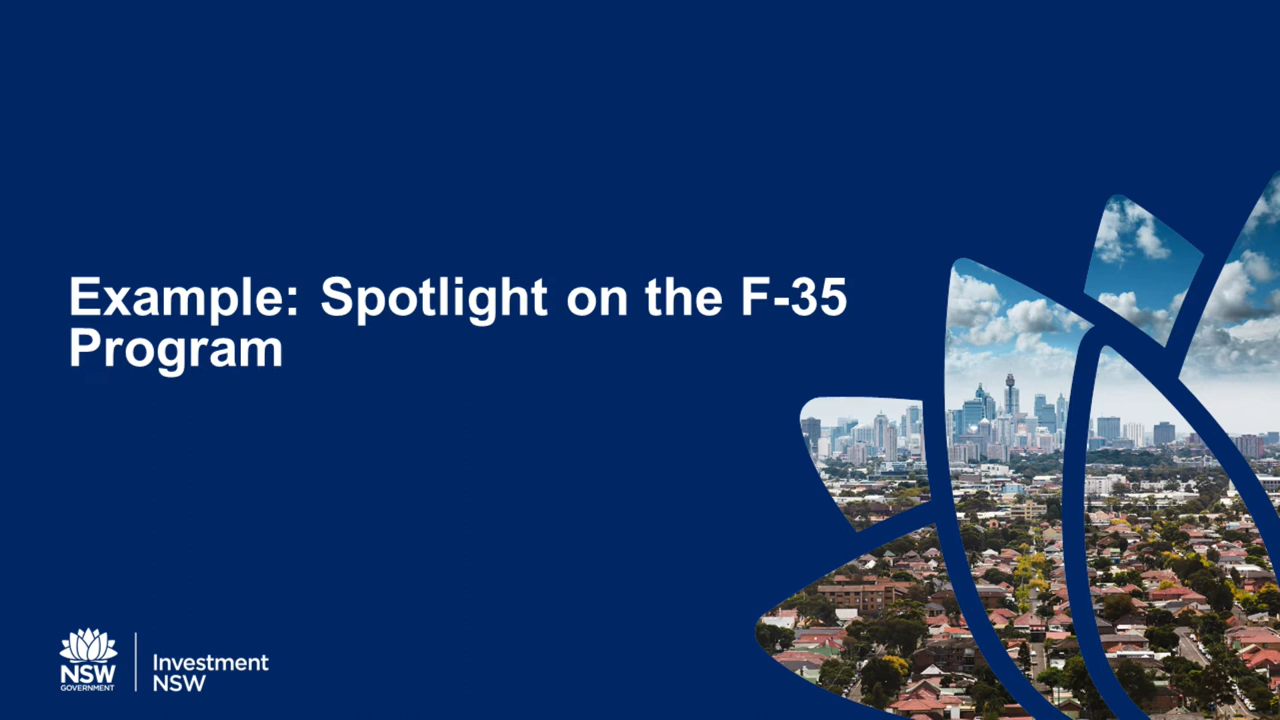 Example: Spotlight on the F-35
Program
NSW
GOVERNMENT
Investment
NSW